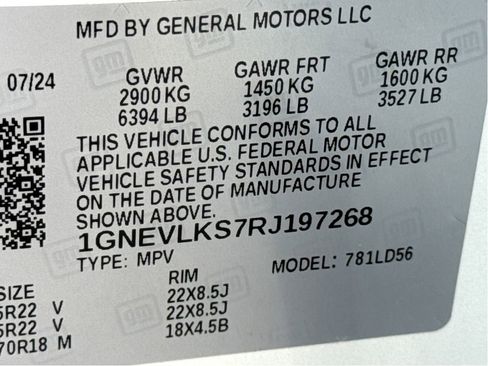 MFD BY GENERAL MOTORS LLC
07/24 GVWR GAWR FRT GAWR RR
2900 KG 1450 KG 1600 KG
6394 LB 3196 LB 3527 LB
THIS VEHICLE CONFORMS TO ALL
APPLICABLE U.S. FEDERAL MOTOR
VEHICLE SAFETY STANDARDS IN EFFECT
ON THE DATE OF MANUFACTURE
SHOWN ABOVE.
1GNEVLKS7RJ197268
TYPE: MPV MODEL: 781LD56
SIZE RIM
5R22 V 22X8.5J
5R22 V 22X8.5J
70R18 M 18X4.5B